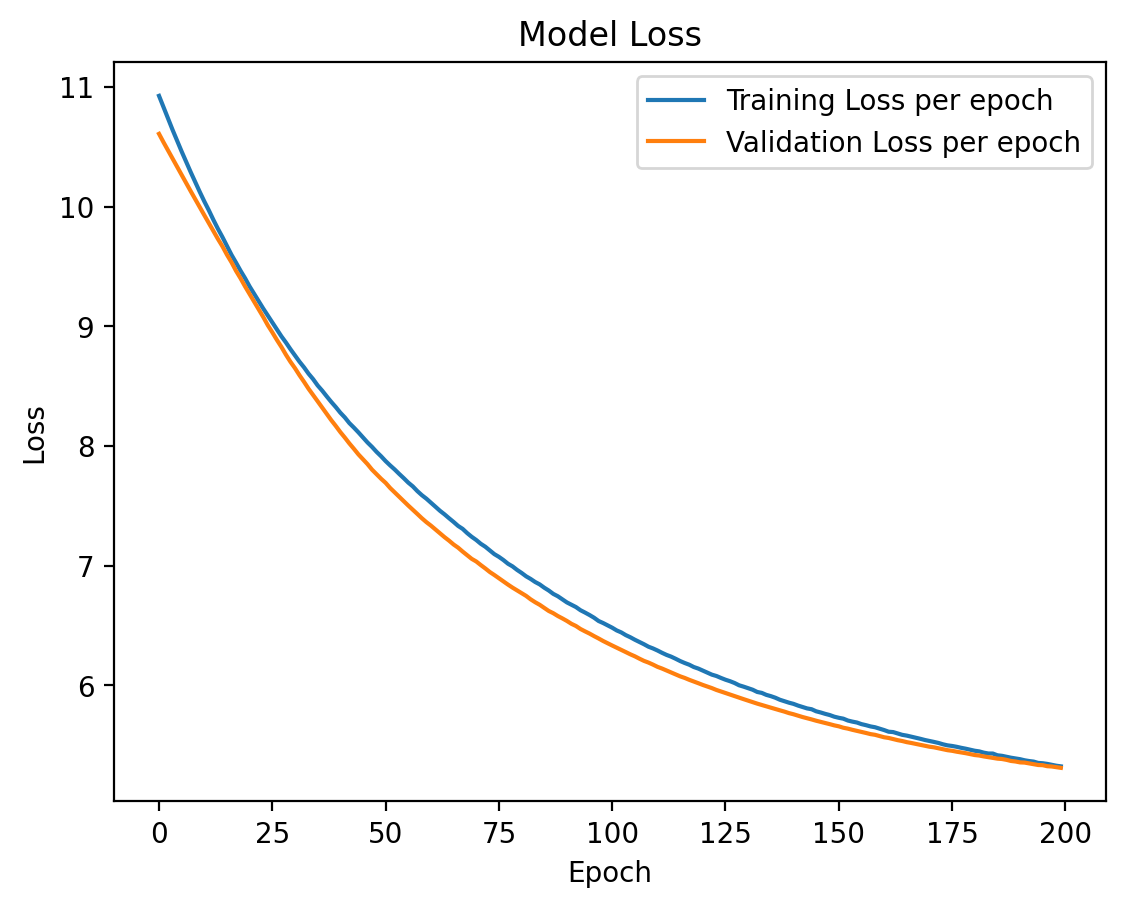 Model Loss
Training Loss per epoch
Validation Loss per epoch
11
10
9
8
7
6
Loss
0 25 50 75 100 125 150 175 200
Epoch